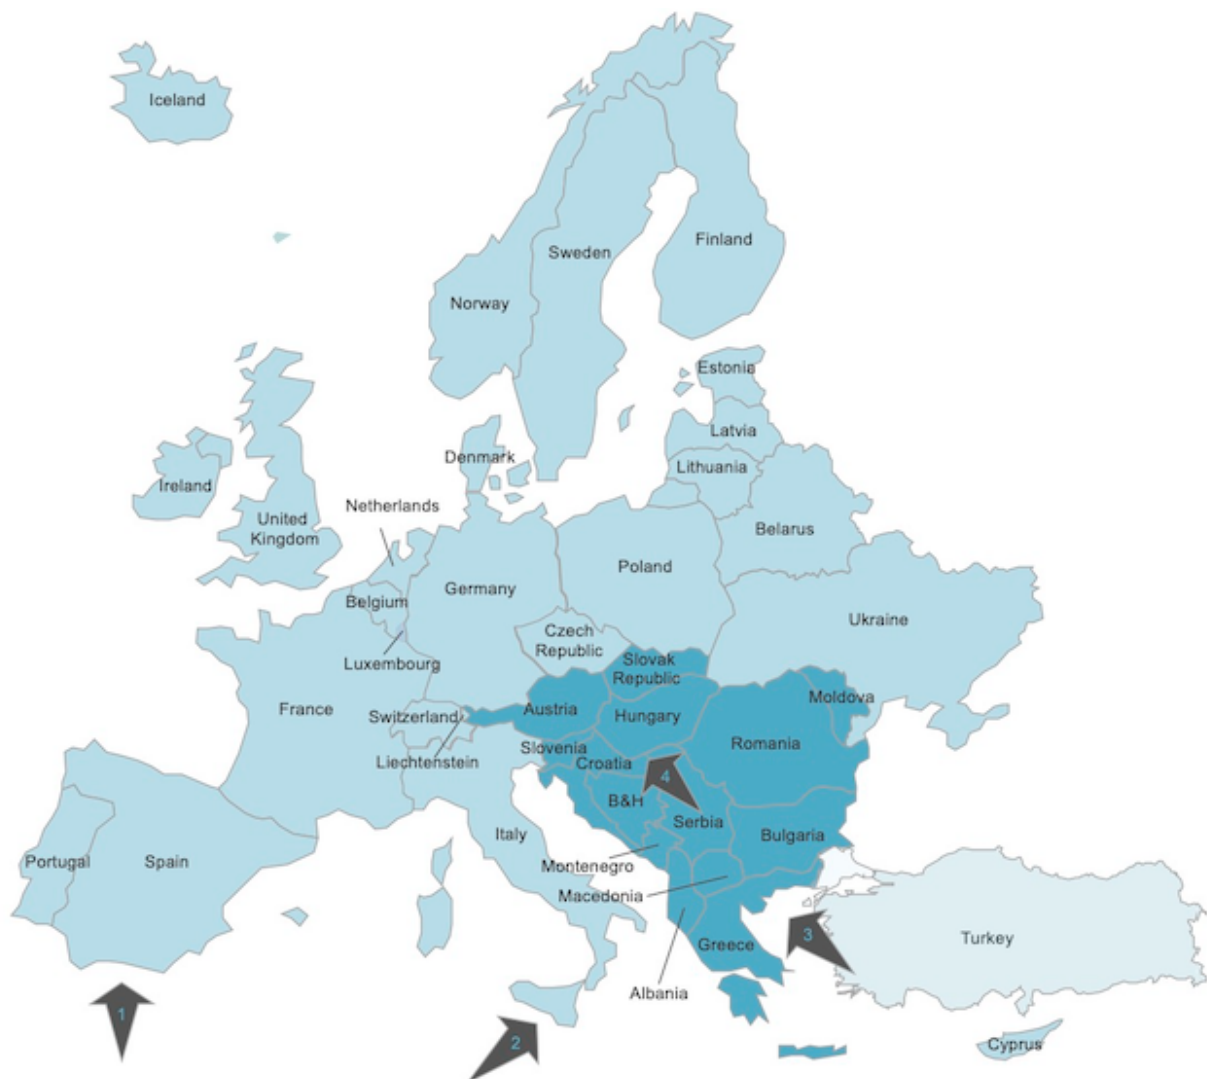 Iceland
Finland
Sweden
Norway
Estonia
Latvia
Denmark
Lithuania
Ireland
Netherlands
United
Kingdom
Belarus
Poland
Germany
Belgium
Ukraine
Czech
Republic
Luxembourg
Slovak
Republic
Moldova
France
Switzerland
Austria
Hungary
Romania
Slovenia
Liechtenstein
Croatia
4
B&H
Serbia
Bulgaria
Italy
Portugal
Spain
Montenegro
Macedonia
3
Turkey
Greece
Albania
1
2
Cyprus